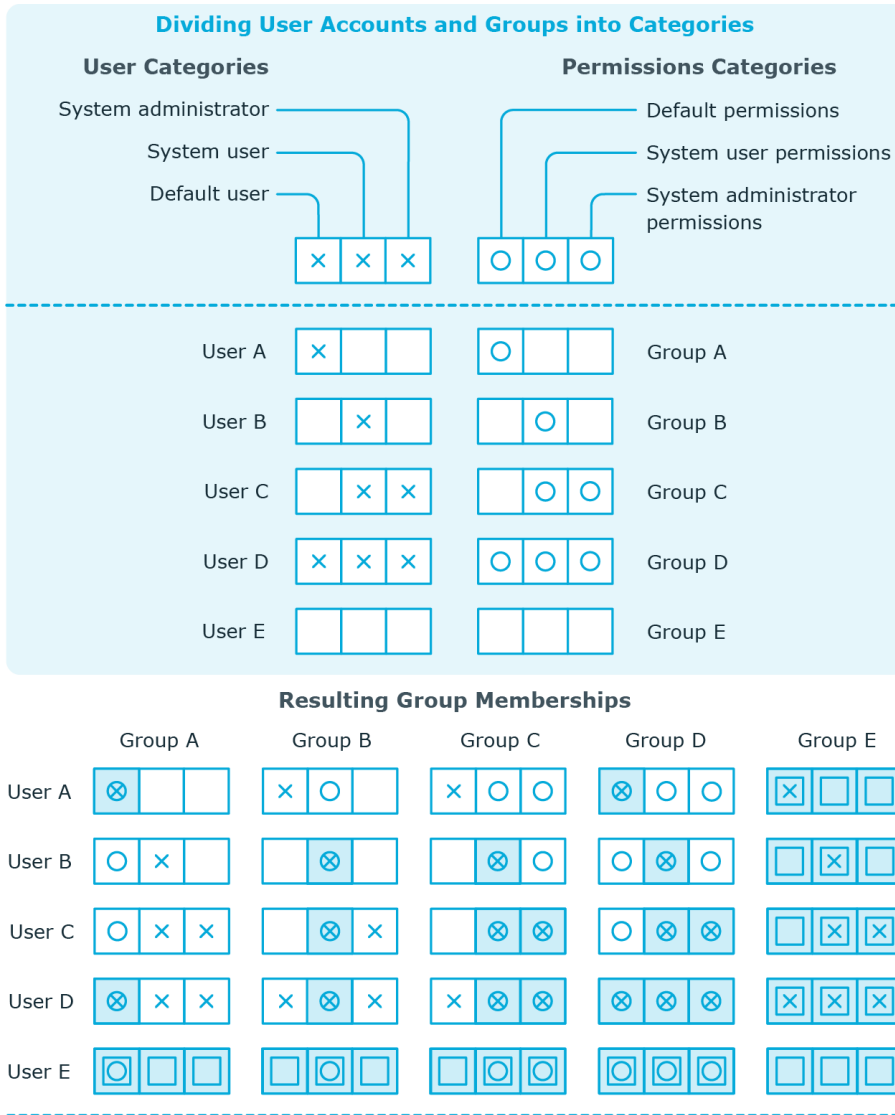 Dividing User Accounts and Groups into Categories
User Categories
Permissions Categories
System administrator
Default permissions
System user
System user permissions
Default user
System administrator
permissions
User A
Group A
User B
Group B
User C
Group C
User D
Group D
User E
Group E
Resulting Group Memberships
Group A Group B Group C Group D Group E
User A
User B
User C
User D
User E